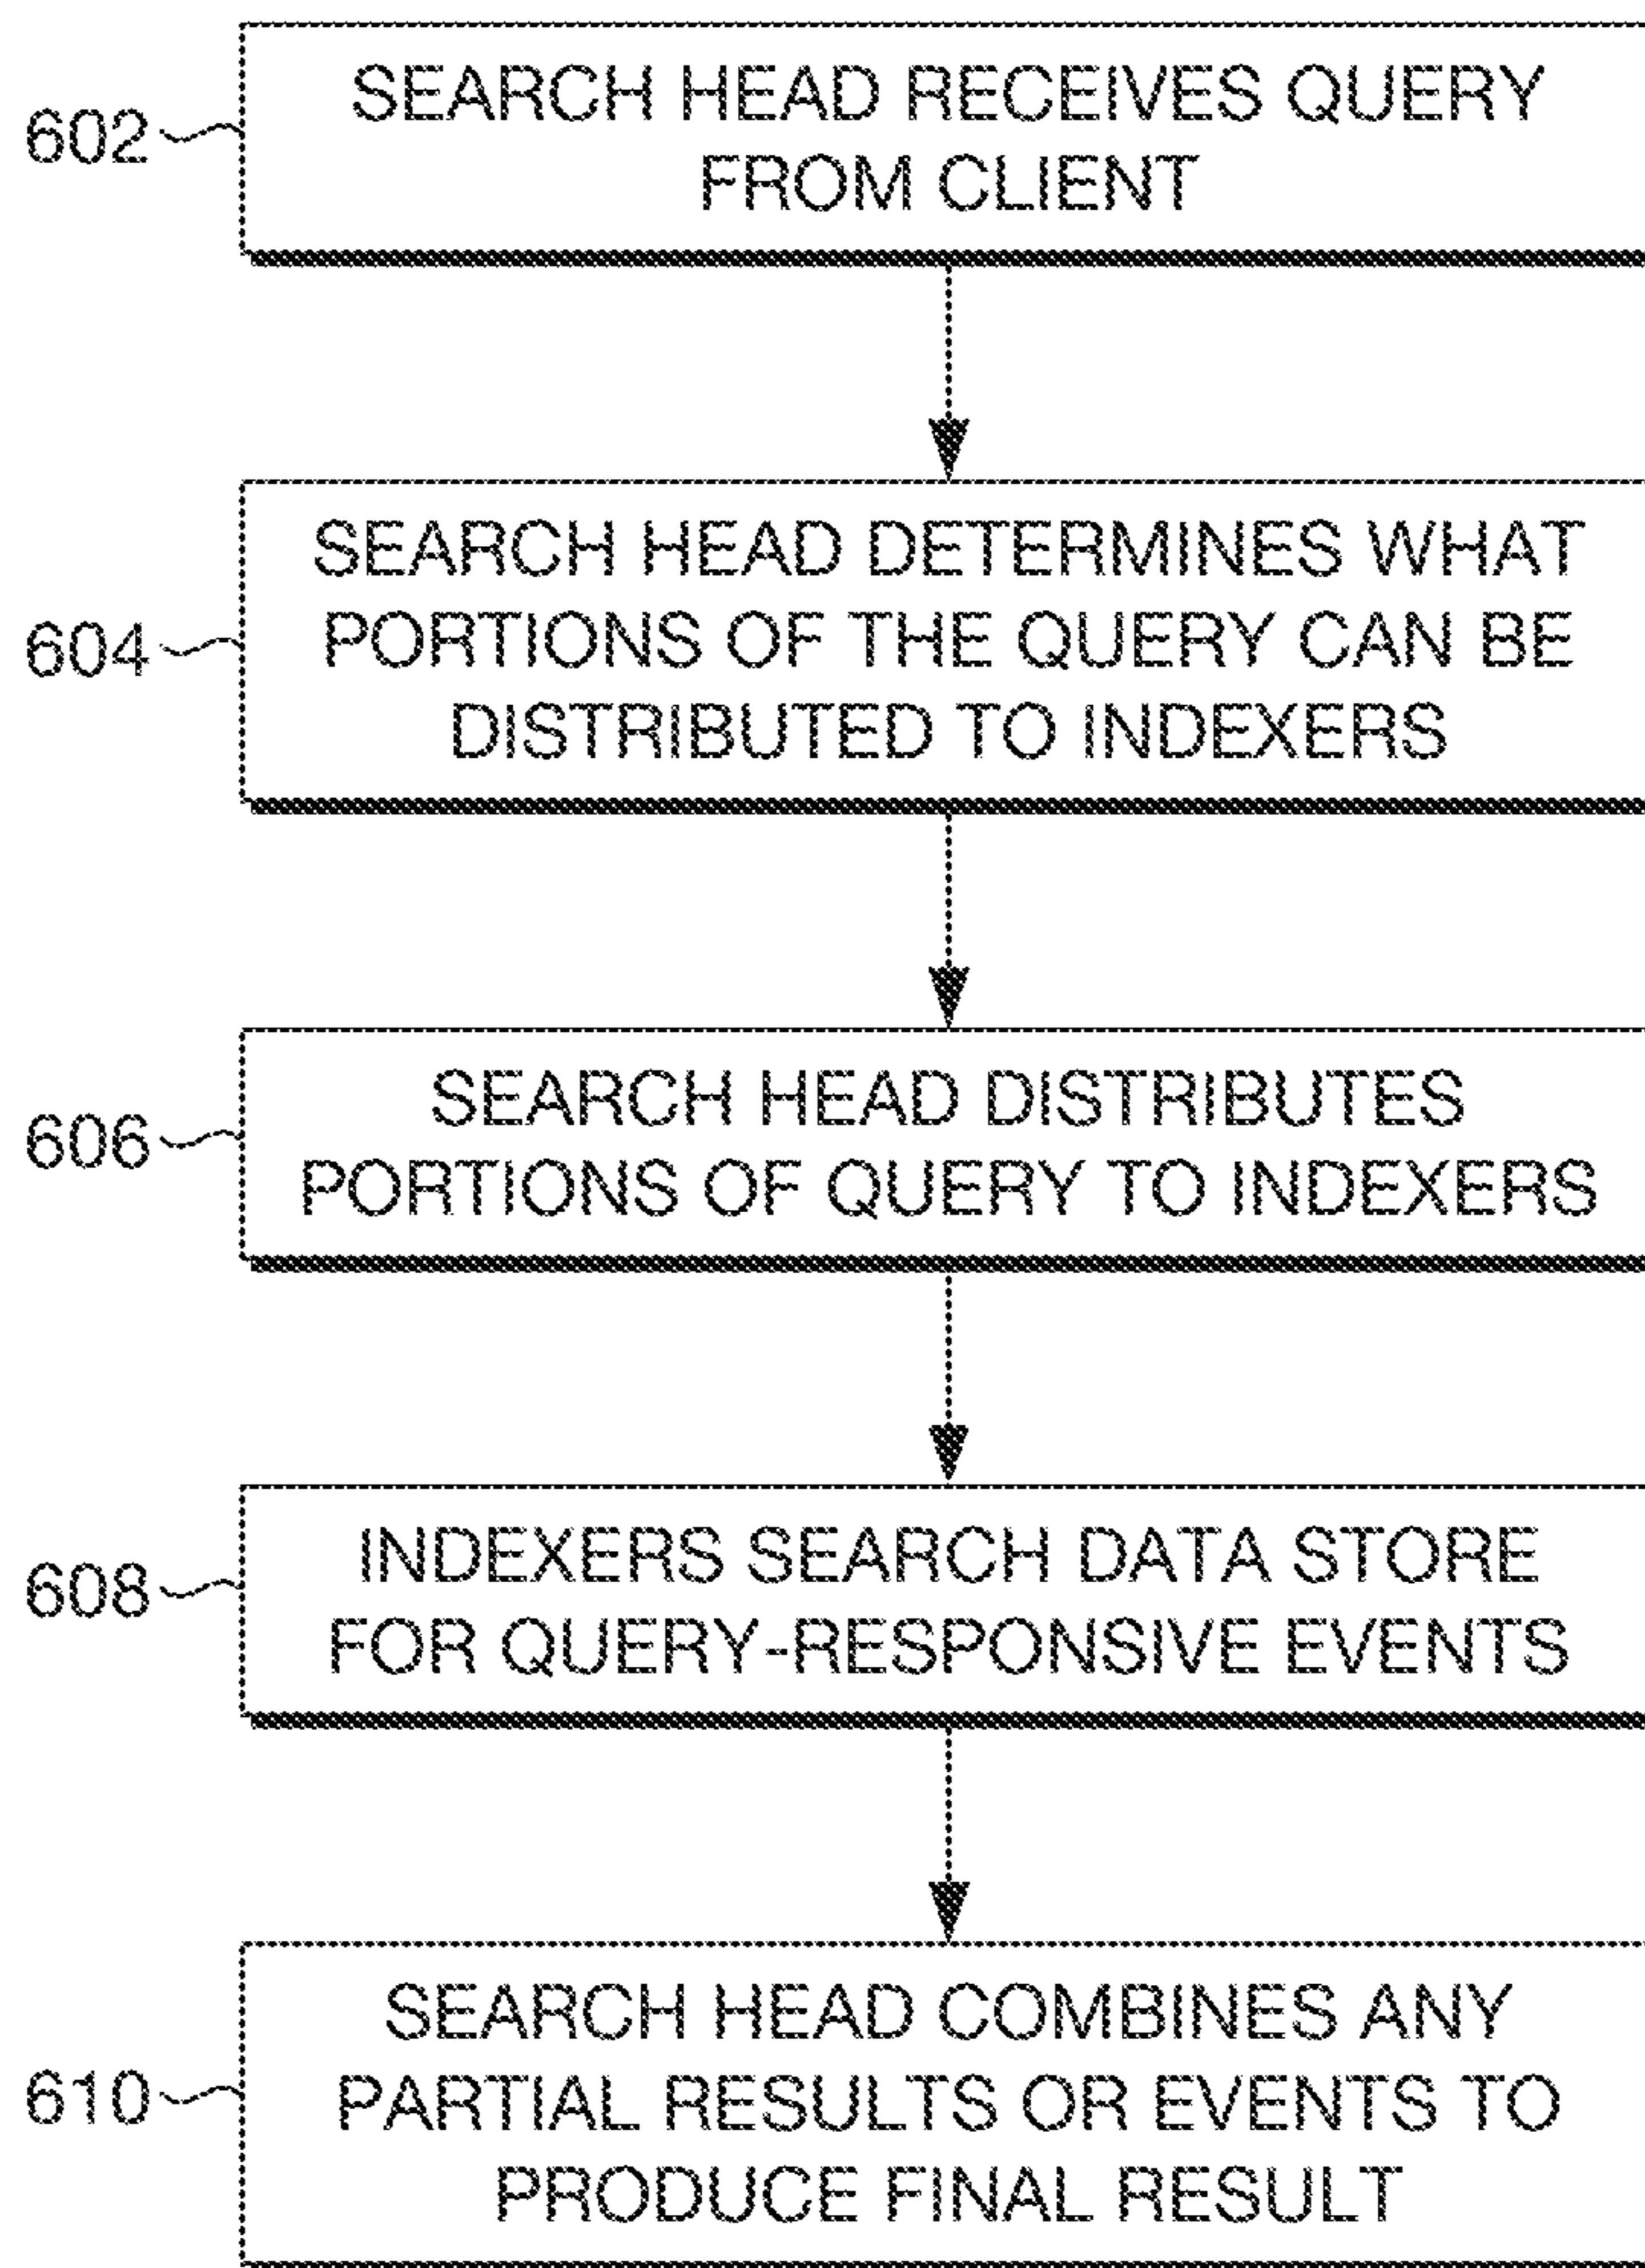 602
SEARCH HEAD RECEIVES QUERY
FROM CLIENT
604
SEARCH HEAD DETERMINES WHAT
PORTIONS OF THE QUERY CAN BE
DISTRIBUTED TO INDEXERS
606
SEARCH HEAD DISTRIBUTES
PORTIONS OF QUERY TO INDEXERS
608
INDEXERS SEARCH DATA STORE
FOR QUERY-RESPONSIVE EVENTS
610
SEARCH HEAD COMBINES ANY
PARTIAL RESULTS OR EVENTS TO
PRODUCE FINAL RESULT